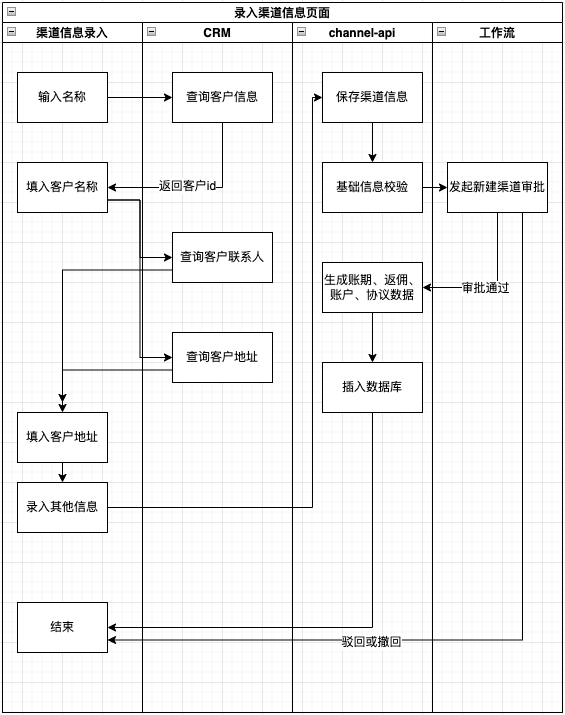 录入渠道信息页面
渠道信息录入
CRM
channel-api
工作流
输入名称
查询客户信息
保存渠道信息
填入客户名称
返回客户id
基础信息校验
发起新建渠道审批
查询客户联系人
生成账期、返佣、
账户、协议数据
审批通过
查询客户地址
插入数据库
填入客户地址
录入其他信息
结束
驳回或撤回